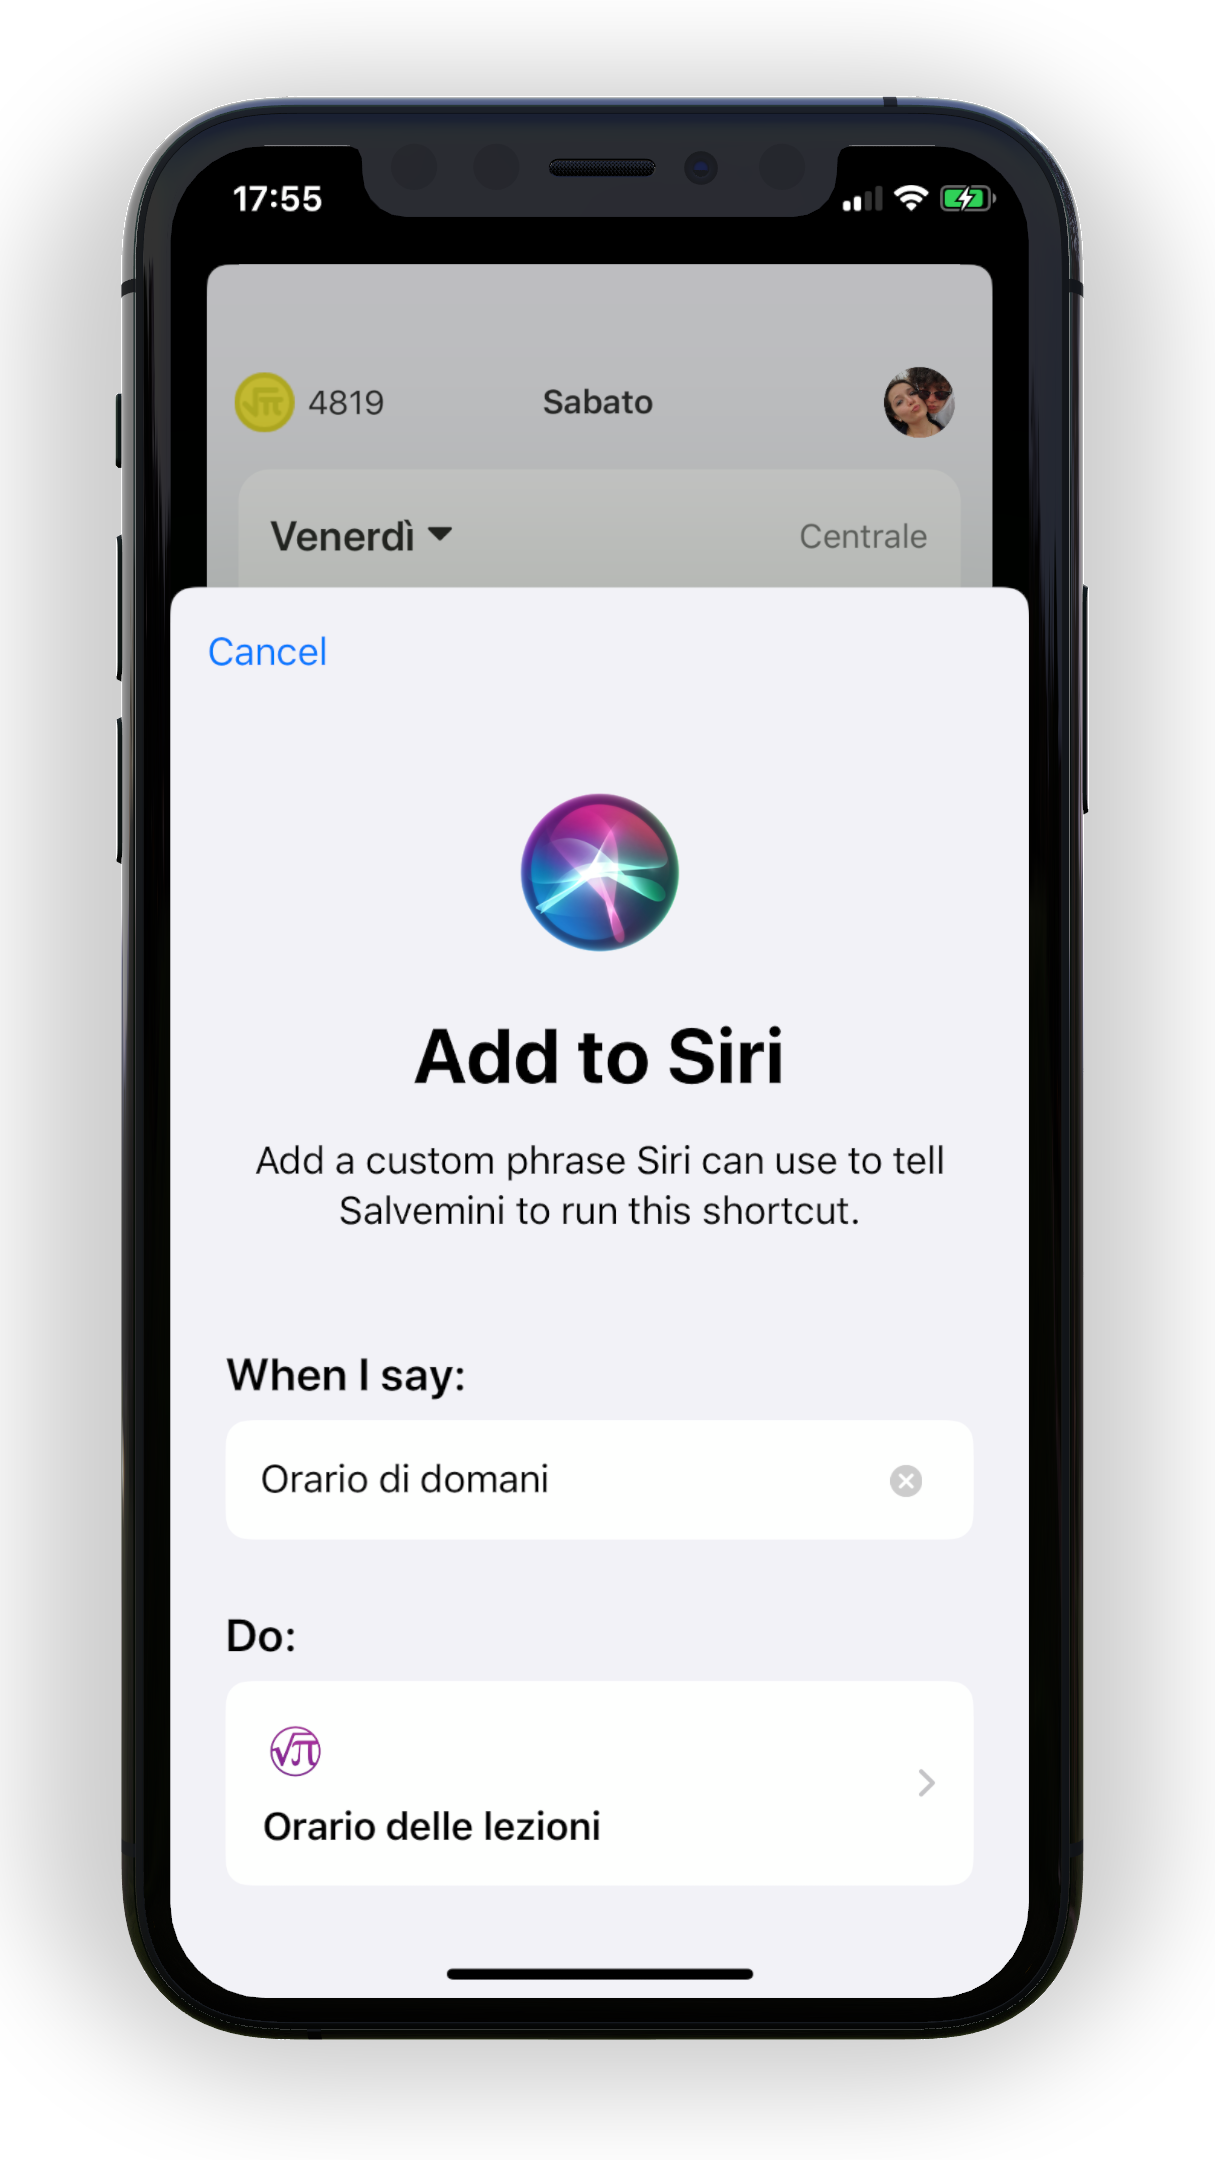 17:55
√π 4819 Sabato
Venerdì Centrale
Cancel
Add to Siri
Add a custom phrase Siri can use to tell
Salvemini to run this shortcut.
When I say:
Orario di domani
Do:
√π
Orario delle lezioni